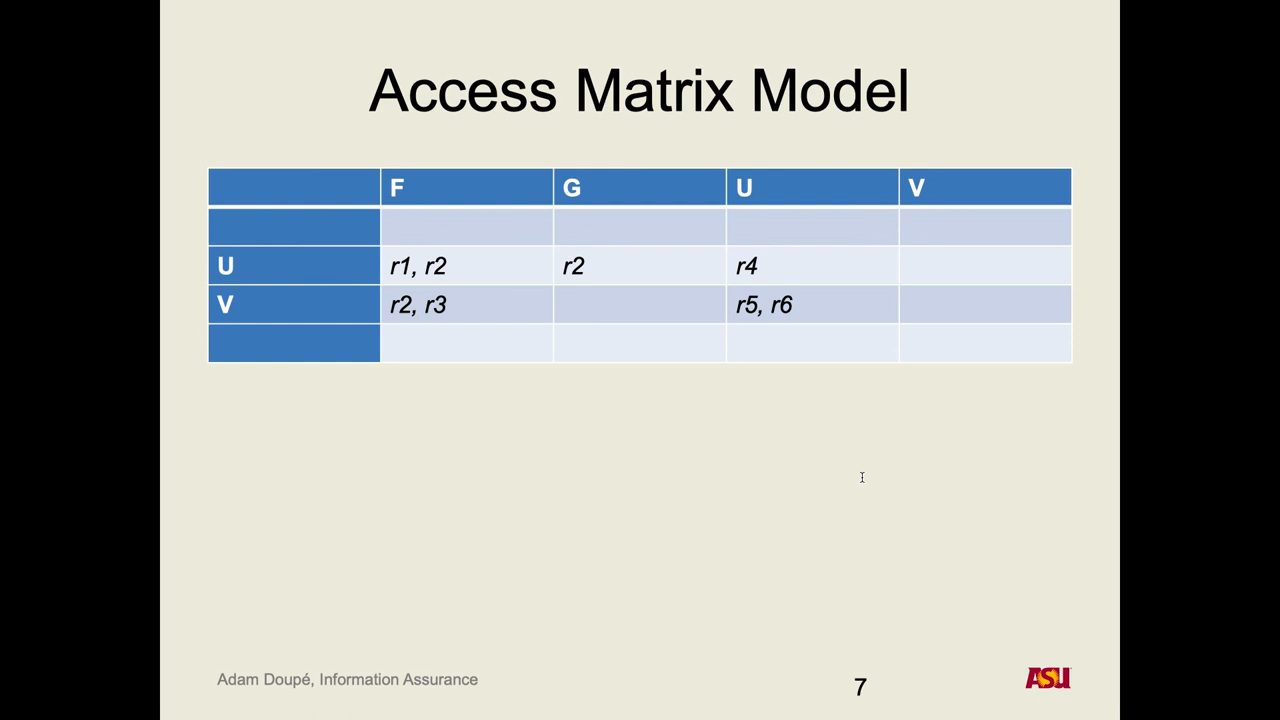 Access Matrix Model
F G U V
U r1, r2 r2 r4
V r2, r3 r5, r6
Adam Doupé, Information Assurance
7
ASU